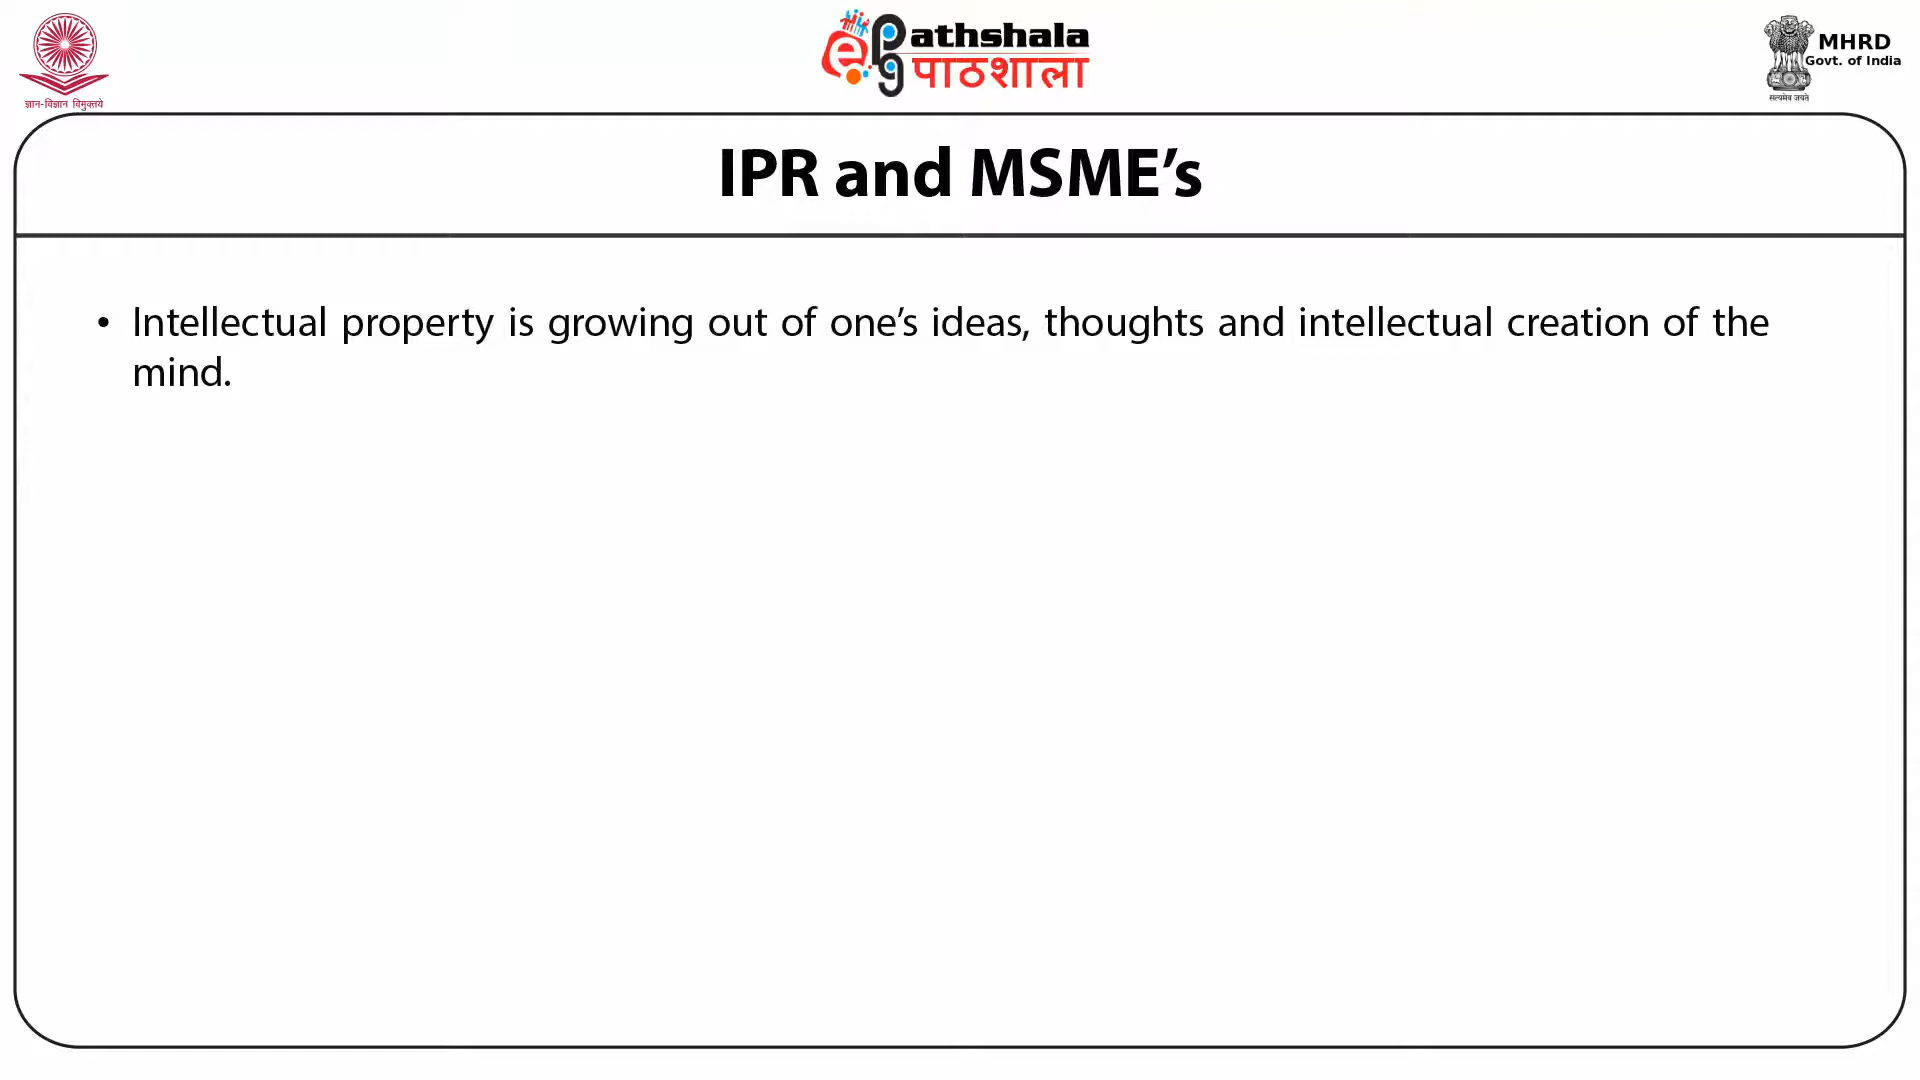 ज्ञान-विज्ञान विमुक्तये
ePathshala
पाठशाला
MHRD
Govt. of India
सत्यमेव जयते
IPR and MSME’s
• Intellectual property is growing out of one’s ideas, thoughts and intellectual creation of the
mind.